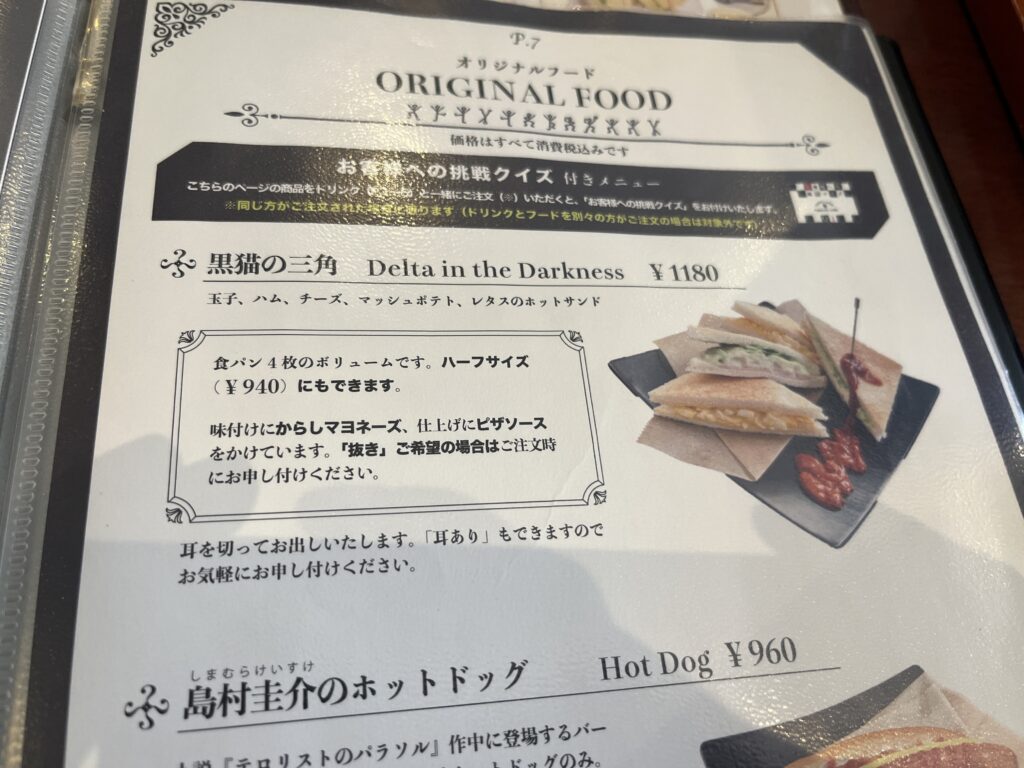 P.7
オリジナルフード
ORIGINAL FOOD
価格はすべて消費税込みです
お客様への挑戦クイズ 付きメニュー
こちらのページの商品をドリンク と一緒にご注文(※)いただくと、「お客様への挑戦クイズ」をお付けいたします。
※同じ方がご注文された 限ります(ドリンクとフードを別々の方がご注文の場合は対象外です
黒猫の三角 Delta in the Darkness ¥1180
玉子、ハム、チーズ、マッシュポテト、レタスのホットサンド
食パン4枚のボリュームです。ハーフサイズ
(¥940)にもできます。
味付けにからしマヨネーズ、仕上げにピザソース
をかけています。「抜き」ご希望の場合はご注文時
にお申し付けください。
耳を切ってお出しいたします。「耳あり」もできますので
お気軽にお申し付けください。
しまむらけいすけ
島村圭介のホットドッグ Hot Dog ¥960
『テロリストのパラソル』作中に登場するバー
ットドッグのみ。